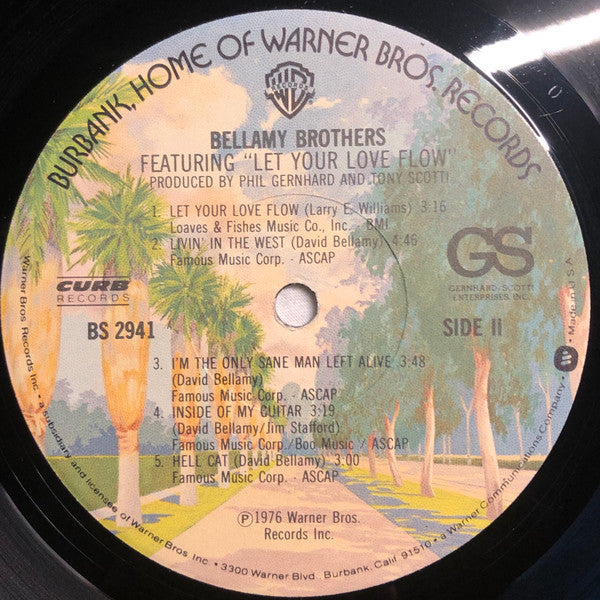 BURBANK, HOME OF WARNER BROS. RECORDS
W RECORDS
BELLAMY BROTHERS
FEATURING "LET YOUR LOVE FLOW"
PRODUCED BY PHIL GERNHARD AND TONY SCOTTI
1. LET YOUR LOVE FLOW (Larry E. Williams) 3:16
Loaves & Fishes Music Co., Inc. - BMI
2. LIVIN' IN THE WEST (David Bellamy) 4:46
Famous Music Corp. - ASCAP
CURB
RECORDS
GS
GERNHARD/SCOTTI
ENTERPRISES, INC.
BS 2941
SIDE II
3. I'M THE ONLY SANE MAN LEFT ALIVE 3:48
(David Bellamy)
Famous Music Corp. - ASCAP
4. INSIDE OF MY GUITAR 3:19
(David Bellamy/Jim Stafford)
Famous Music Corp./Boo Music / ASCAP
5. HELL CAT (David Bellamy) 3:00
Famous Music Corp. - ASCAP
℗ 1976 Warner Bros.
Records Inc.
Warner Bros. Records Inc. • a subsidiary and licensee of Warner Bros. Inc. • 3300 Warner Blvd., Burbank, Calif. 91510 • a Warner Communications Company • Made in U.S.A.